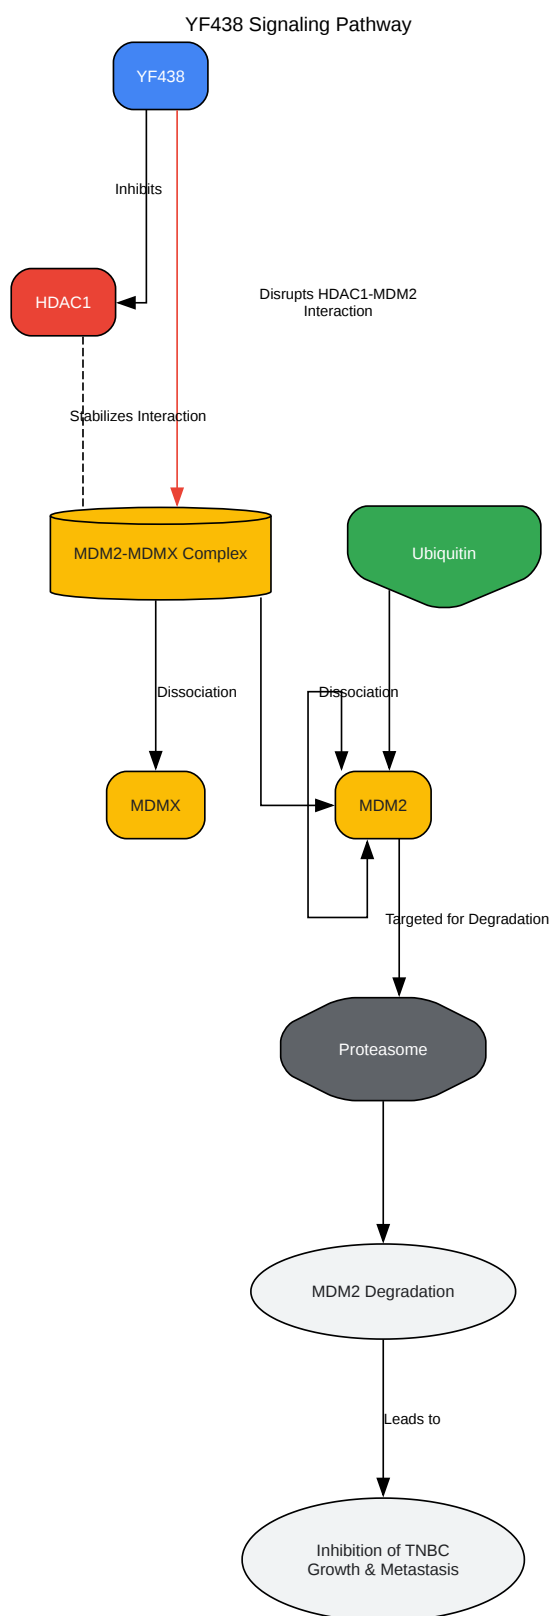 YF438 Signaling Pathway
YF438
Inhibits
HDAC1
Disrupts HDAC1-MDM2
Interaction
Stabilizes Interaction
MDM2-MDMX Complex
Ubiquitin
Dissociation
Dissociation
MDMX
MDM2
Targeted for Degradation
Proteasome
MDM2 Degradation
Leads to
Inhibition of TNBC
Growth & Metastasis